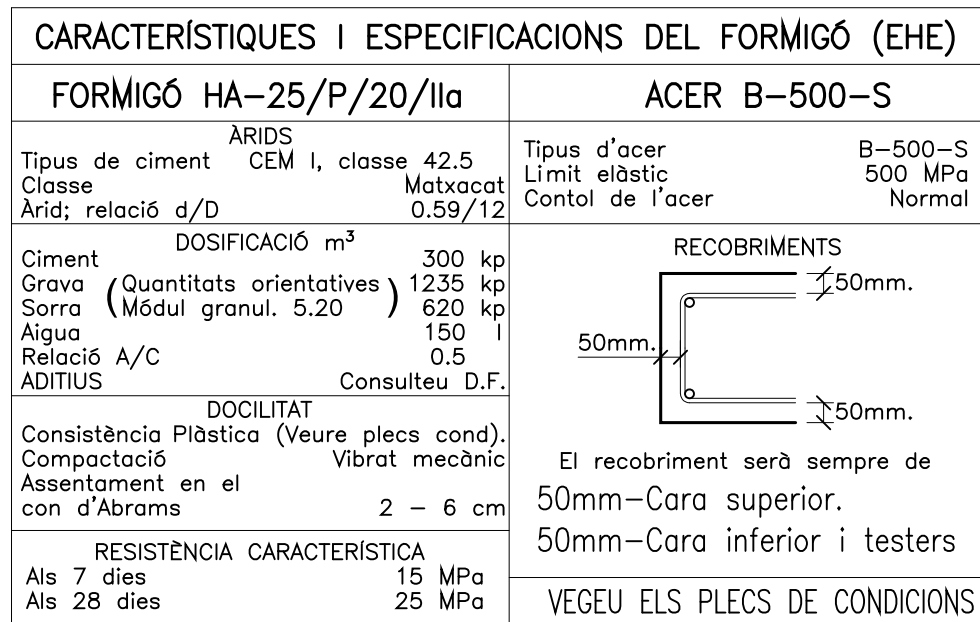 CARACTERÍSTIQUES I ESPECIFICACIONS DEL FORMIGÓ (EHE)
FORMIGÓ HA-25/P/20/IIa
ÀRIDS
Tipus de ciment CEM I, classe 42.5
Classe Matxacat
Àrid; relació d/D 0.59/12
DOSIFICACIÓ m³
Ciment 300 kp
Grava (Quantitats orientatives) 1235 kp
Sorra (Módul granul. 5.20) 620 kp
Aigua 150 l
Relació A/C 0.5
ADITIUS Consulteu D.F.
DOCILITAT
Consistència Plàstica (Veure plecs cond).
Compactació Vibrat mecànic
Assentament en el
con d'Abrams 2 - 6 cm
RESISTÈNCIA CARACTERÍSTICA
Als 7 dies 15 MPa
Als 28 dies 25 MPa
ACER B-500-S
Tipus d'acer B-500-S
Limit elàstic 500 MPa
Contol de l'acer Normal
RECOBRIMENTS
50mm.
50mm.
50mm.
El recobriment serà sempre de
50mm-Cara superior.
50mm-Cara inferior i testers
VEGEU ELS PLECS DE CONDICIONS